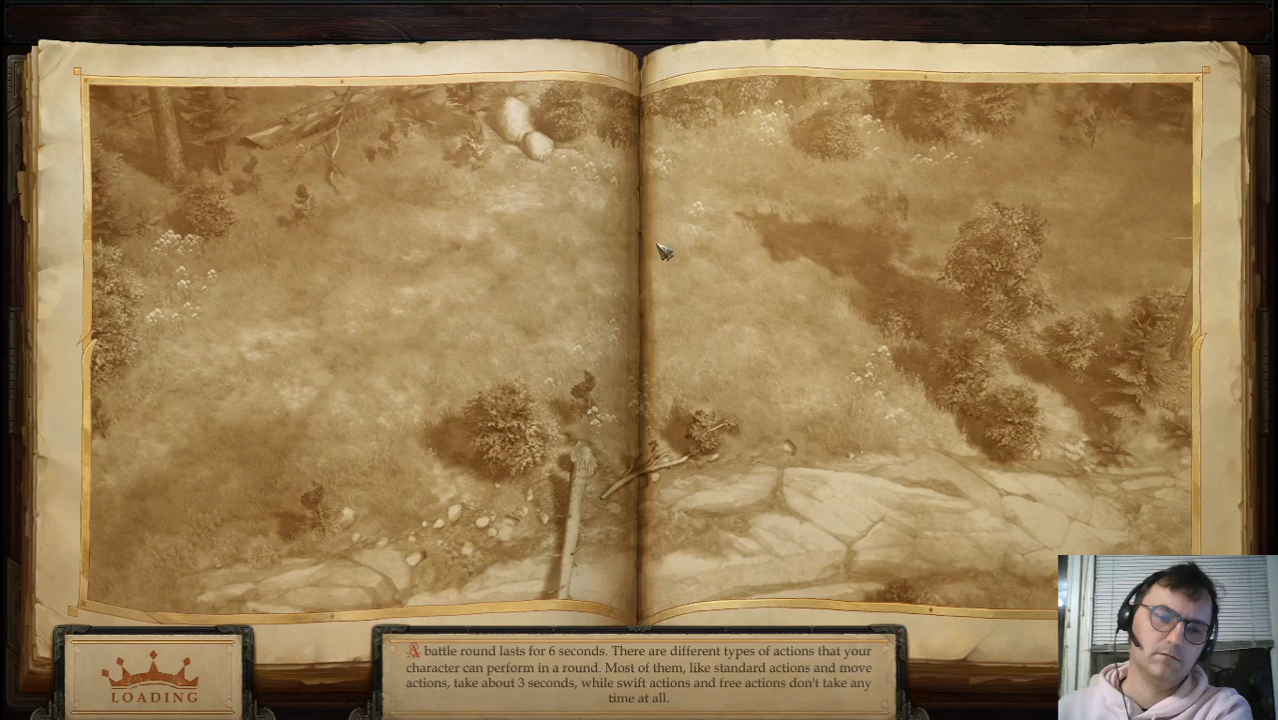 LOADING
A battle round lasts for 6 seconds. There are different types of actions that your
character can perform in a round. Most of them, like standard actions and move
actions, take about 3 seconds, while swift actions and free actions don't take any
time at all.